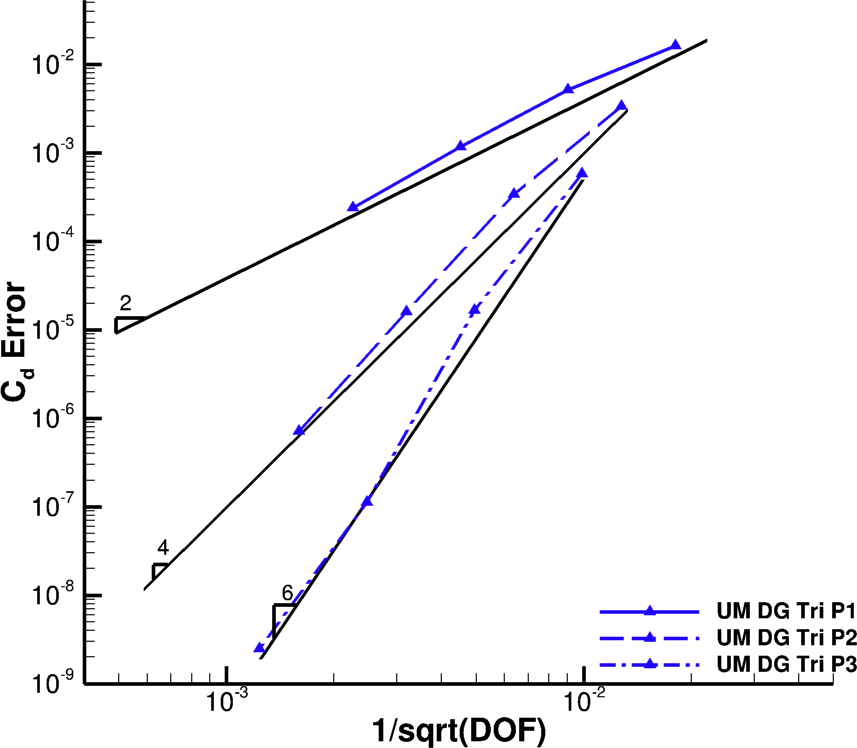 10-2
10-3
10-4
10-5
10-6
10-7
10-8
10-9
Cd Error
2
4
6
UM DG Tri P1
UM DG Tri P2
UM DG Tri P3
10-3
10-2
1/sqrt(DOF)